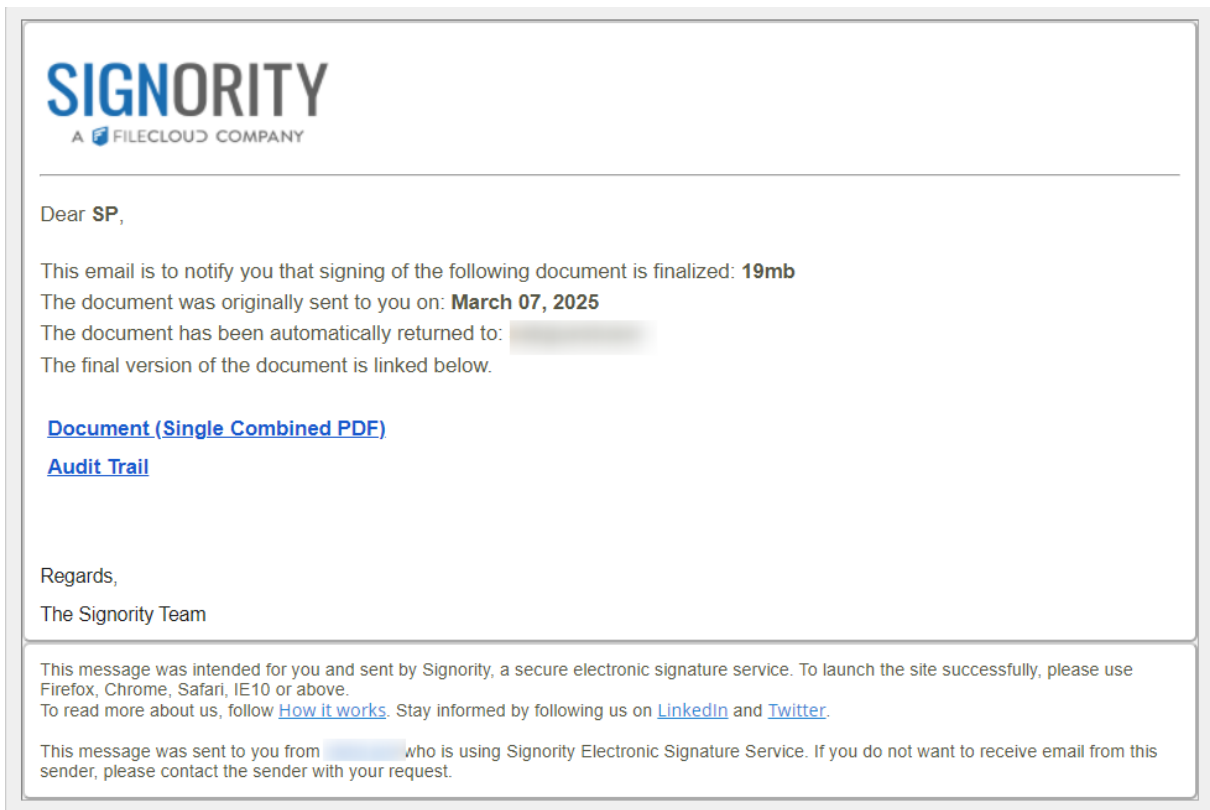 SIGNORITY
A FILECLOUD COMPANY
Dear SP,
This email is to notify you that signing of the following document is finalized: 19mb
The document was originally sent to you on: March 07, 2025
The document has been automatically returned to:
The final version of the document is linked below.
Document (Single Combined PDF)
Audit Trail
Regards,
The Signority Team
This message was intended for you and sent by Signority, a secure electronic signature service. To launch the site successfully, please use
Firefox, Chrome, Safari, IE10 or above.
To read more about us, follow How it works. Stay informed by following us on LinkedIn and Twitter.
This message was sent to you from who is using Signority Electronic Signature Service. If you do not want to receive email from this
sender, please contact the sender with your request.